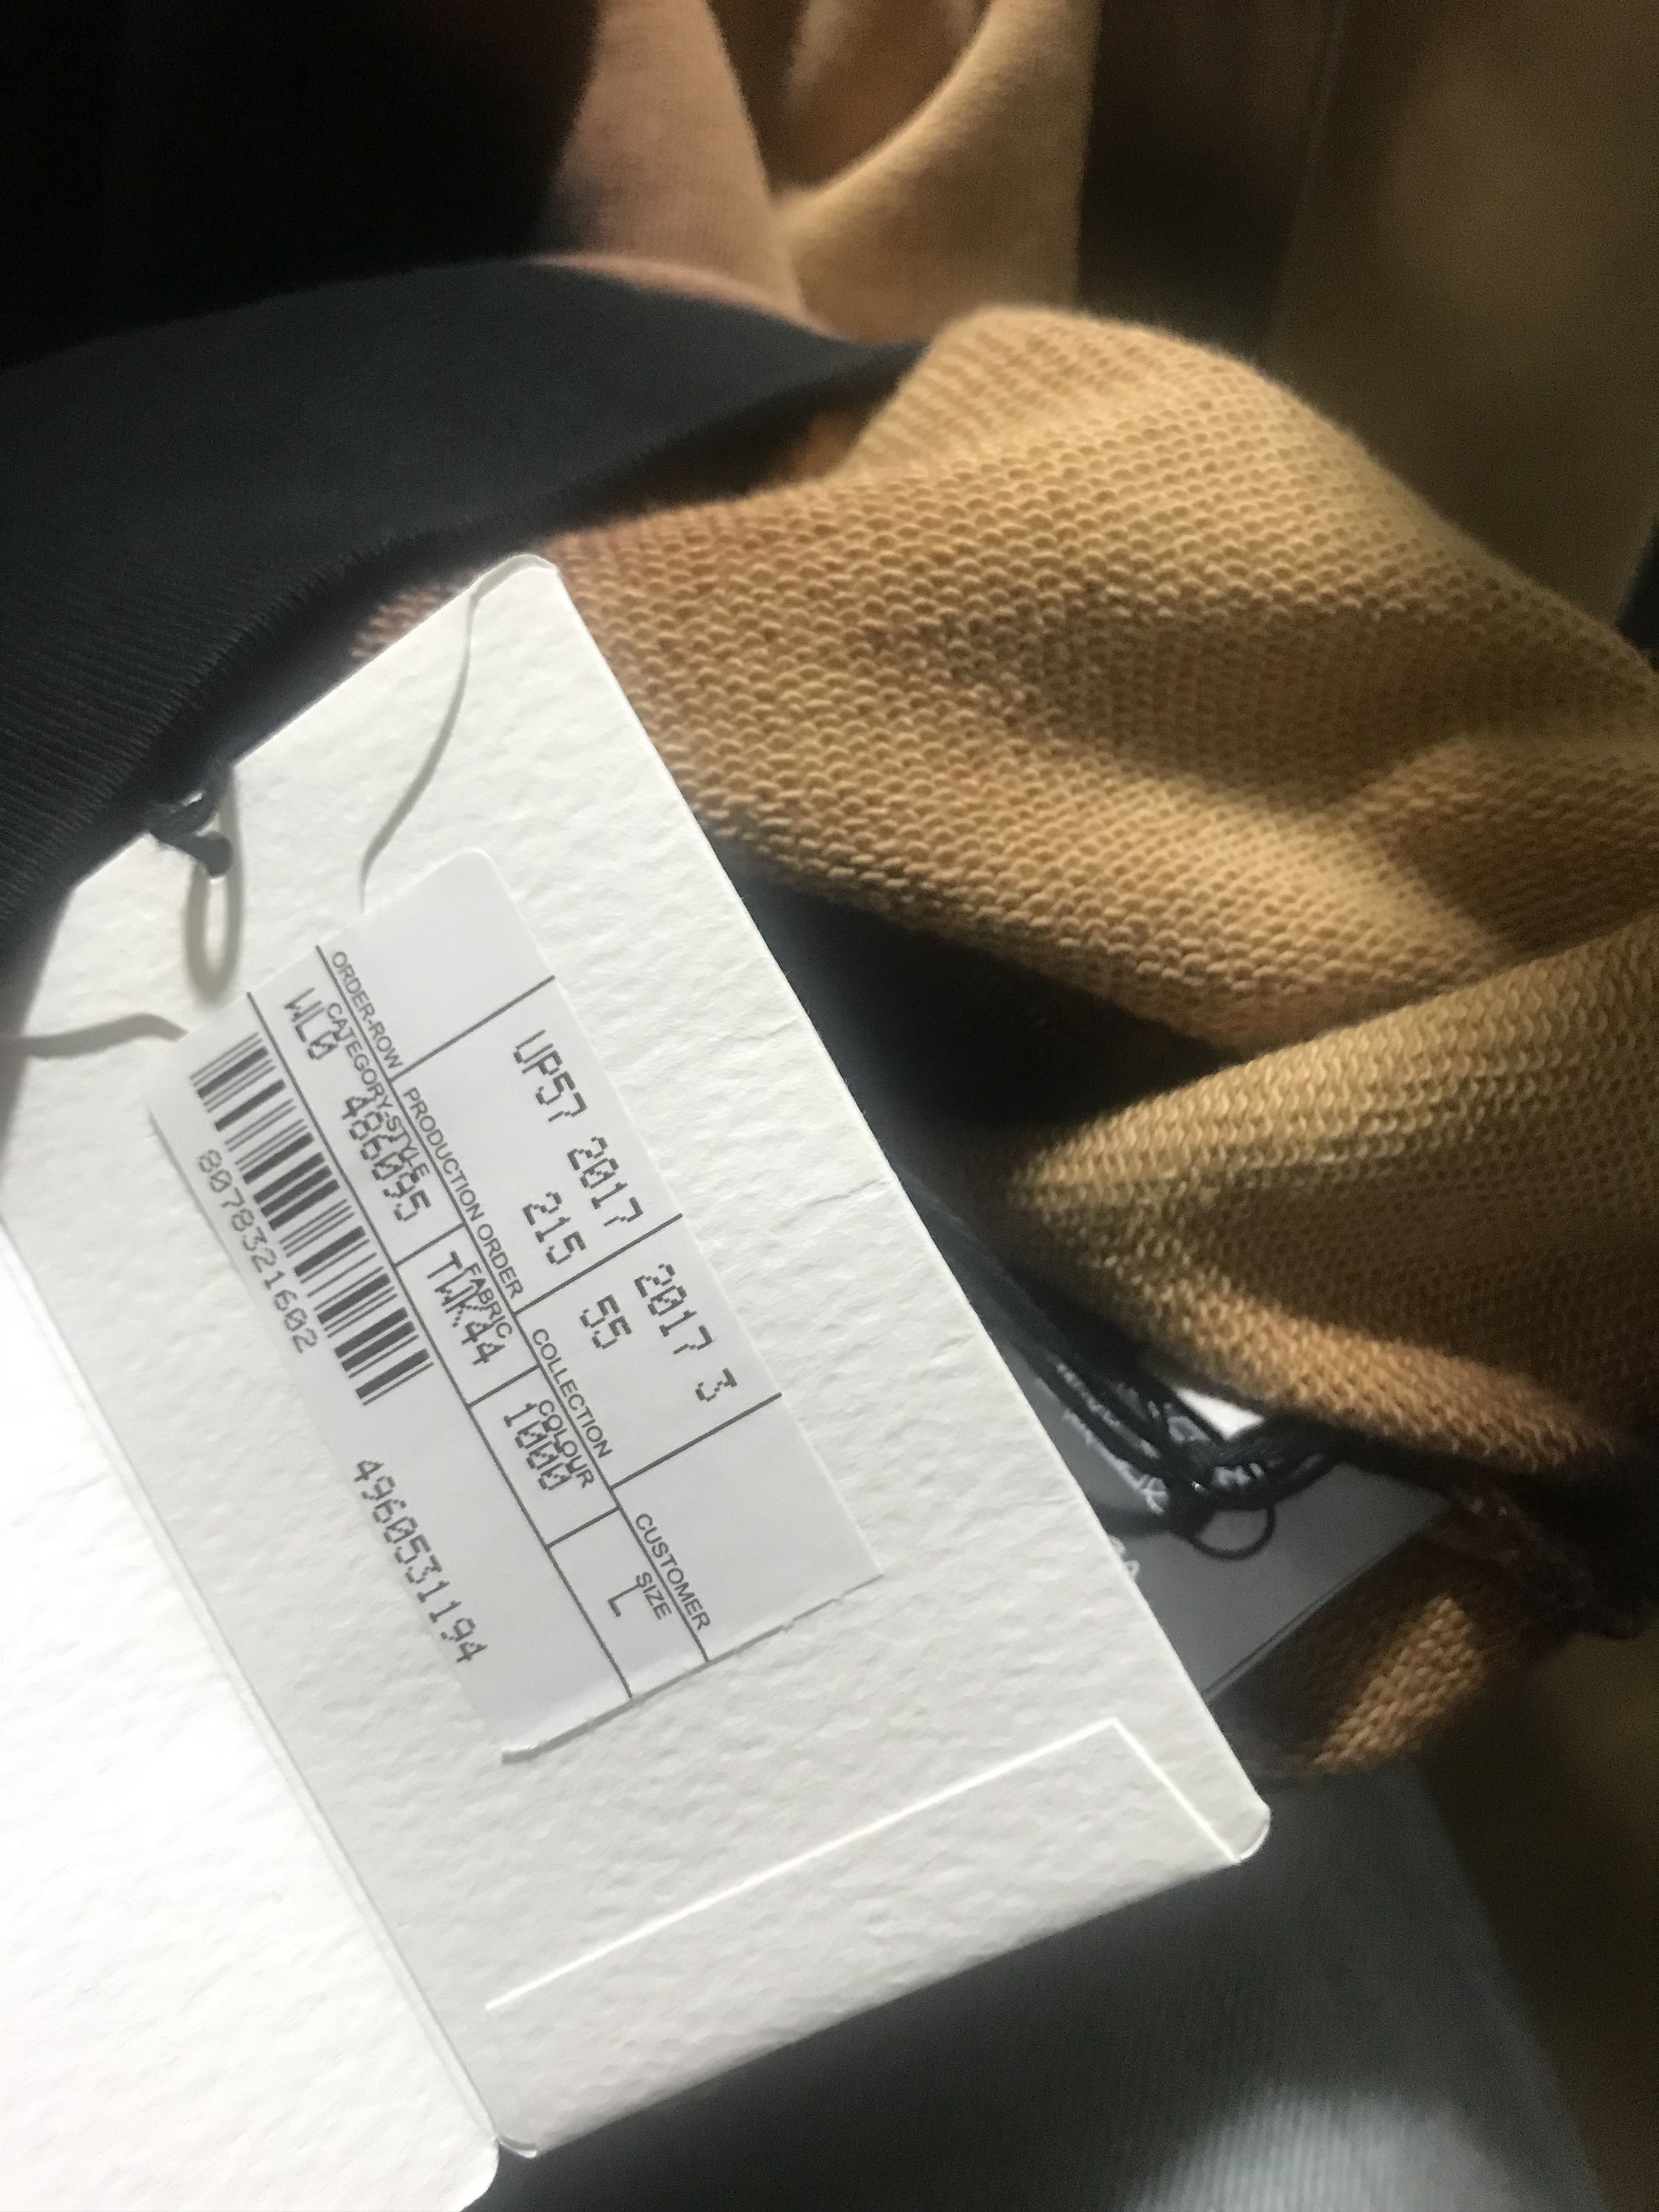 UP57 2017 2017 3
215 55
ORDER-ROW PRODUCTION ORDER COLLECTION CUSTOMER
CATEGORY-STYLE FABRIC COLOUR SIZE
WL0 486095 TWK44 1000 L
8078321602 4960531194